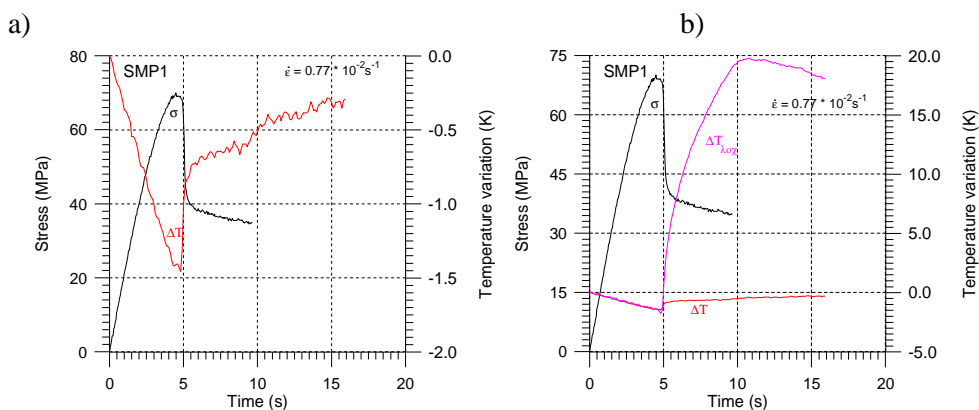 a)
80
60
40
20
0
Stress (MPa)
SMP1
ε̇ = 0.77 * 10⁻²s⁻¹
σ
ΔT
0.0
-0.5
-1.0
-1.5
-2.0
Temperature variation (K)
0 5 10 15 20
Time (s)
b)
75
60
45
30
15
0
Stress (MPa)
SMP1
σ
ε̇ = 0.77 * 10⁻²s⁻¹
ΔT λοχ
ΔT
20.0
15.0
10.0
5.0
0.0
-5.0
Temperature variation (K)
0 5 10 15 20
Time (s)